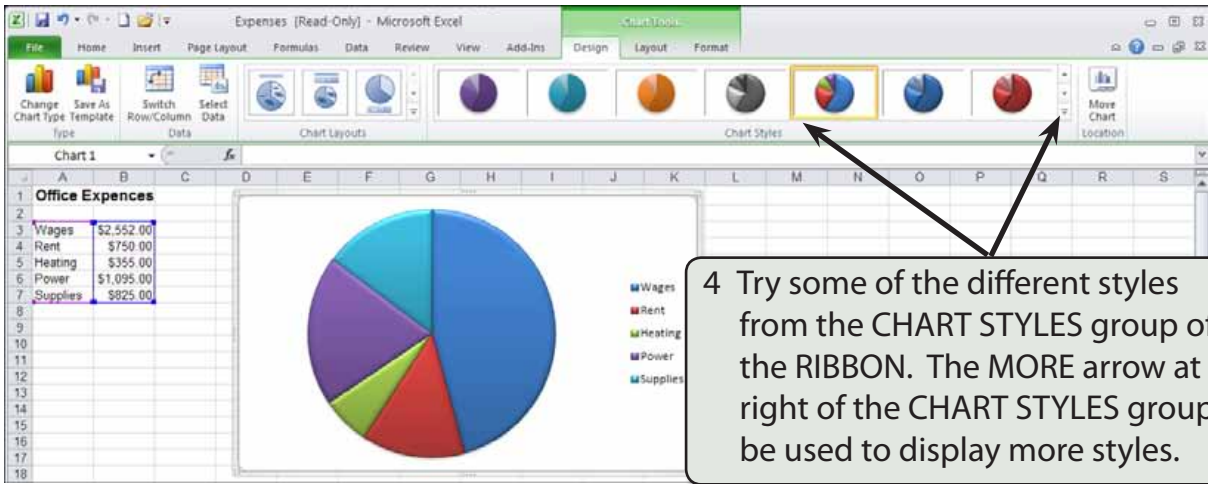 Expenses [Read-Only] - Microsoft Excel
Chart Tools
File Home Insert Page Layout Formulas Data Review View Add-Ins Design Layout Format
Change Chart Type
Save As Template
Switch Row/Column
Select Data
Move Chart
Type Data Chart Layouts Chart Styles Location
Chart 1 fx
A B C D E F G H I J K L M N O P Q R S
1 Office Expences
2
3 Wages $2,552.00
4 Rent $750.00
5 Heating $355.00
6 Power $1,095.00
7 Supplies $825.00
8
9
10
11
12
13
14
15
16
17
18
Wages
Rent
Heating
Power
Supplies
4 Try some of the different styles
from the CHART STYLES group of
the RIBBON. The MORE arrow at
right of the CHART STYLES group
be used to display more styles.